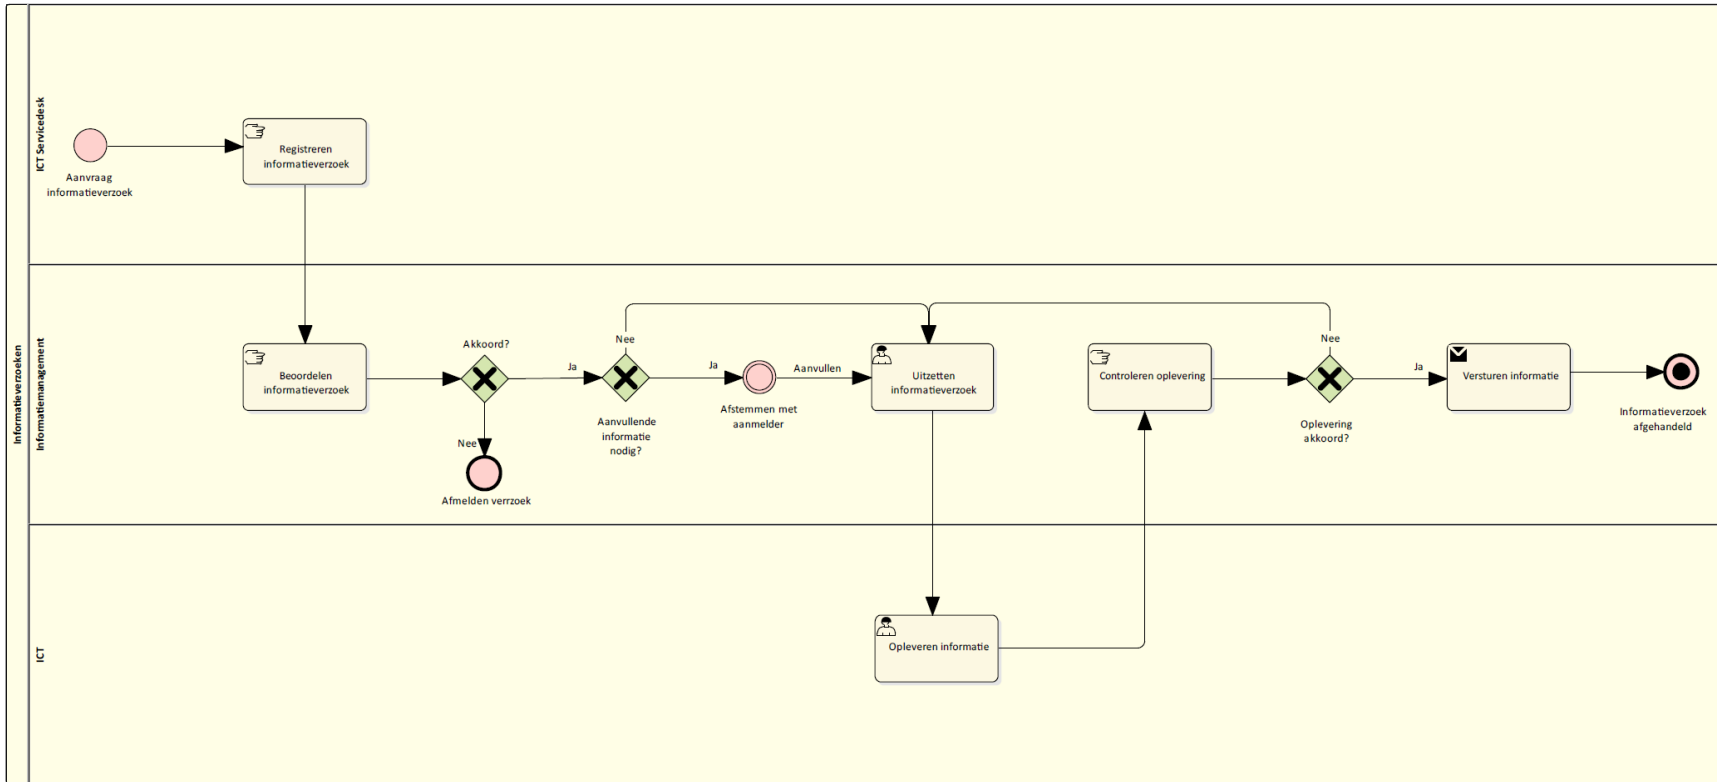 Informatieverzoeken
ICT Servicedesk
Aanvraag
informatieverzoek
Registreren
informatieverzoek
Informatiemanagement
Beoordelen
informatieverzoek
Akkoord?
Ja
Nee
Afmelden verrzoek
Nee
Aanvullende
informatie
nodig?
Ja
Afstemmen met
aanmelder
Aanvullen
Uitzetten
informatieverzoek
Controleren oplevering
Nee
Oplevering
akkoord?
Ja
Versturen informatie
Informatieverzoek
afgehandeld
ICT
Opleveren informatie